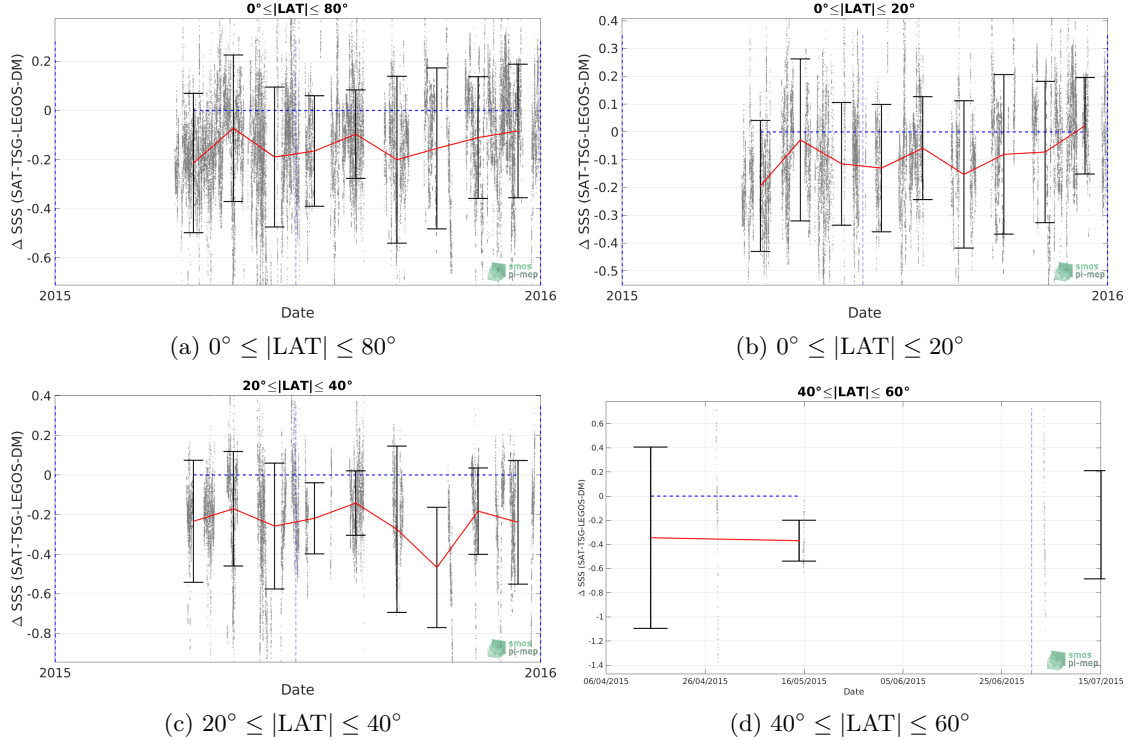 0°≤|LAT|≤ 80°
Δ SSS (SAT-TSG-LEGOS-DM)
0.2
0
-0.2
-0.4
-0.6
2015
2016
Date
smos
pi-mep
(a) 0° ≤ |LAT| ≤ 80°
0°≤|LAT|≤ 20°
Δ SSS (SAT-TSG-LEGOS-DM)
0.4
0.3
0.2
0.1
0
-0.1
-0.2
-0.3
-0.4
-0.5
2015
2016
Date
smos
pi-mep
(b) 0° ≤ |LAT| ≤ 20°
20°≤|LAT|≤ 40°
Δ SSS (SAT-TSG-LEGOS-DM)
0.4
0.2
0
-0.2
-0.4
-0.6
-0.8
2015
2016
Date
smos
pi-mep
(c) 20° ≤ |LAT| ≤ 40°
40°≤|LAT|≤ 60°
Δ SSS (SAT-TSG-LEGOS-DM)
0.6
0.4
0.2
0
-0.2
-0.4
-0.6
-0.8
-1
-1.2
-1.4
06/04/2015
26/04/2015
16/05/2015
05/06/2015
25/06/2015
15/07/2015
Date
smos
pi-mep
(d) 40° ≤ |LAT| ≤ 60°